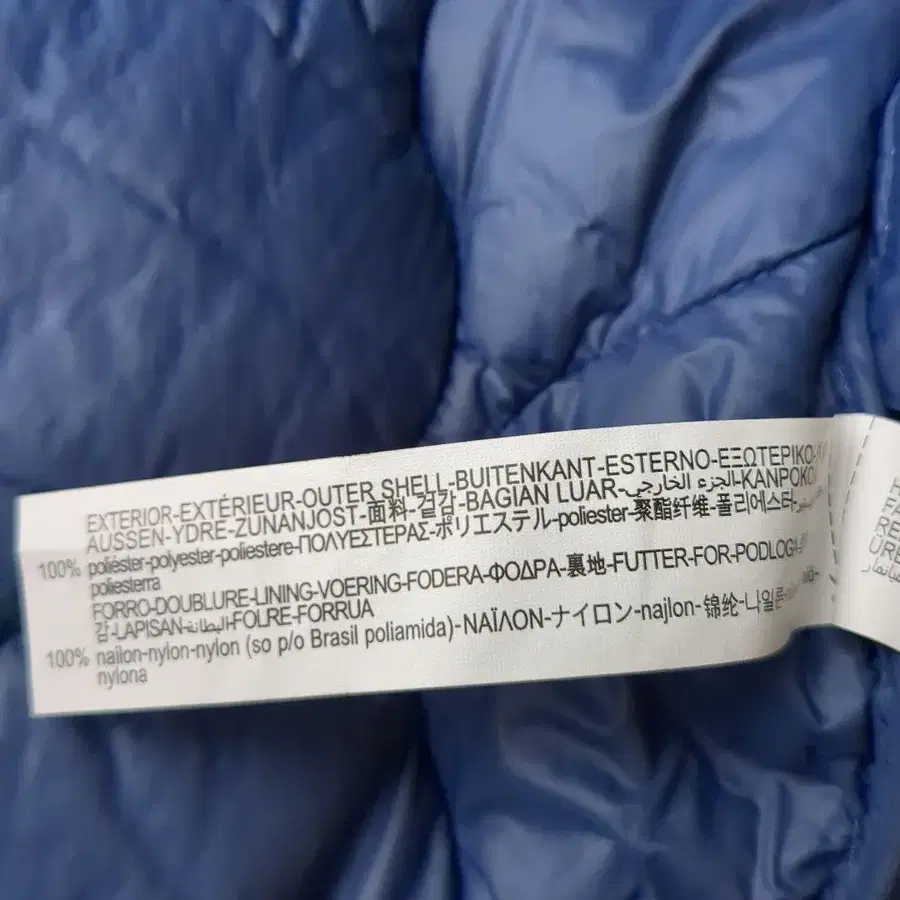 EXTERIOR-EXTÉRIEUR-OUTER SHELL-BUITENKANT-ESTERNO-ΕΞΩΤΕΡΙΚΟ-
AUSSEN-YDRE-ZUNANJOST-面料-겉감-BAGIAN LUAR-الجزء الخارجي-KANPOKO
100% polièster-polyester-poliestere-ΠΟΛΥΕΣΤΕΡΑΣ-ポリエステル-poliester-聚酯纤维-폴리에스터-
poliesterra
FORRO-DOUBLURE-LINING-VOERING-FODERA-ΦΟΔΡΑ-裏地-FUTTER-FOR-PODLOGA-
감-LAPISAN-البطانة-FOLRE-FORRUA
100% nailon-nylon-nylon (so p/o Brasil poliamida)-ΝΑΪΛΟΝ-ナイロン-najlon-锦纶-나일론-
nylona